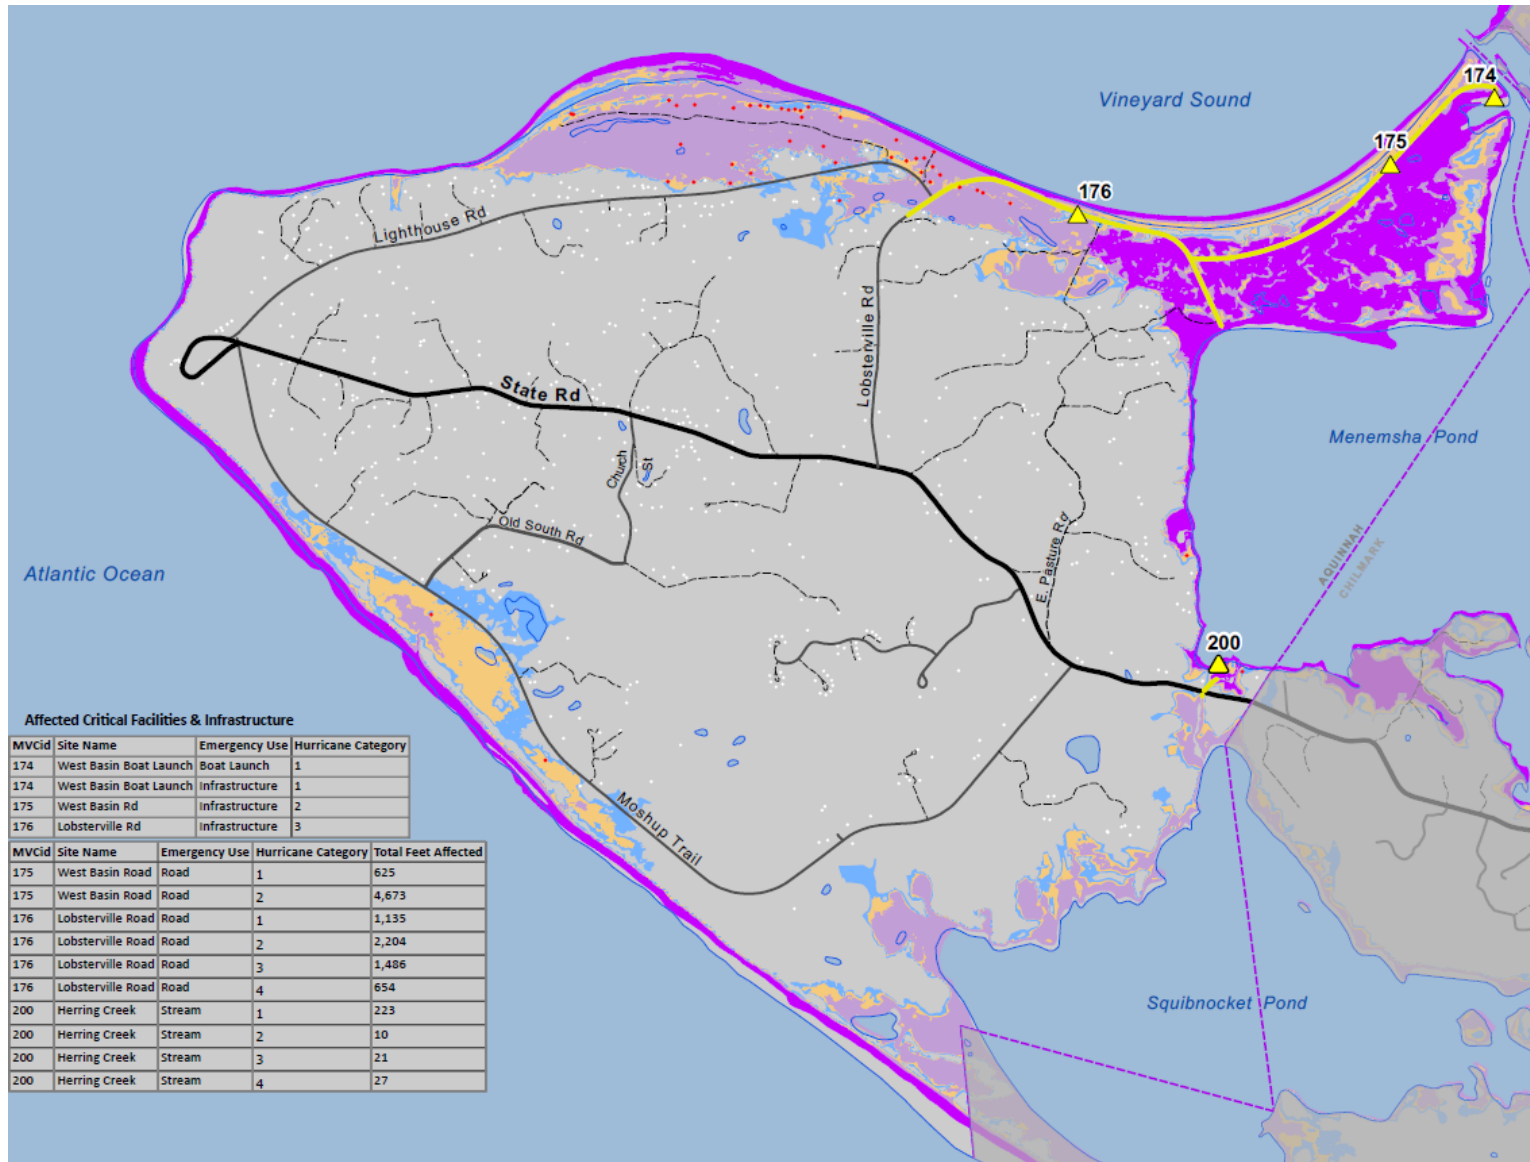 174
Vineyard Sound
175
176
Lighthouse Rd
Lobsterville Rd
State Rd
Menemsha Pond
Church St
Old South Rd
E. Pasture Rd
AQUINNAH
CHILMARK
Atlantic Ocean
200
Moshup Trail
Squibnocket Pond
Affected Critical Facilities & Infrastructure
MVCid Site Name Emergency Use Hurricane Category
174 West Basin Boat Launch Boat Launch 1
174 West Basin Boat Launch Infrastructure 1
175 West Basin Rd Infrastructure 2
176 Lobsterville Rd Infrastructure 3
MVCid Site Name Emergency Use Hurricane Category Total Feet Affected
175 West Basin Road Road 1 625
175 West Basin Road Road 2 4,673
176 Lobsterville Road Road 1 1,135
176 Lobsterville Road Road 2 2,204
176 Lobsterville Road Road 3 1,486
176 Lobsterville Road Road 4 654
200 Herring Creek Stream 1 223
200 Herring Creek Stream 2 10
200 Herring Creek Stream 3 21
200 Herring Creek Stream 4 27